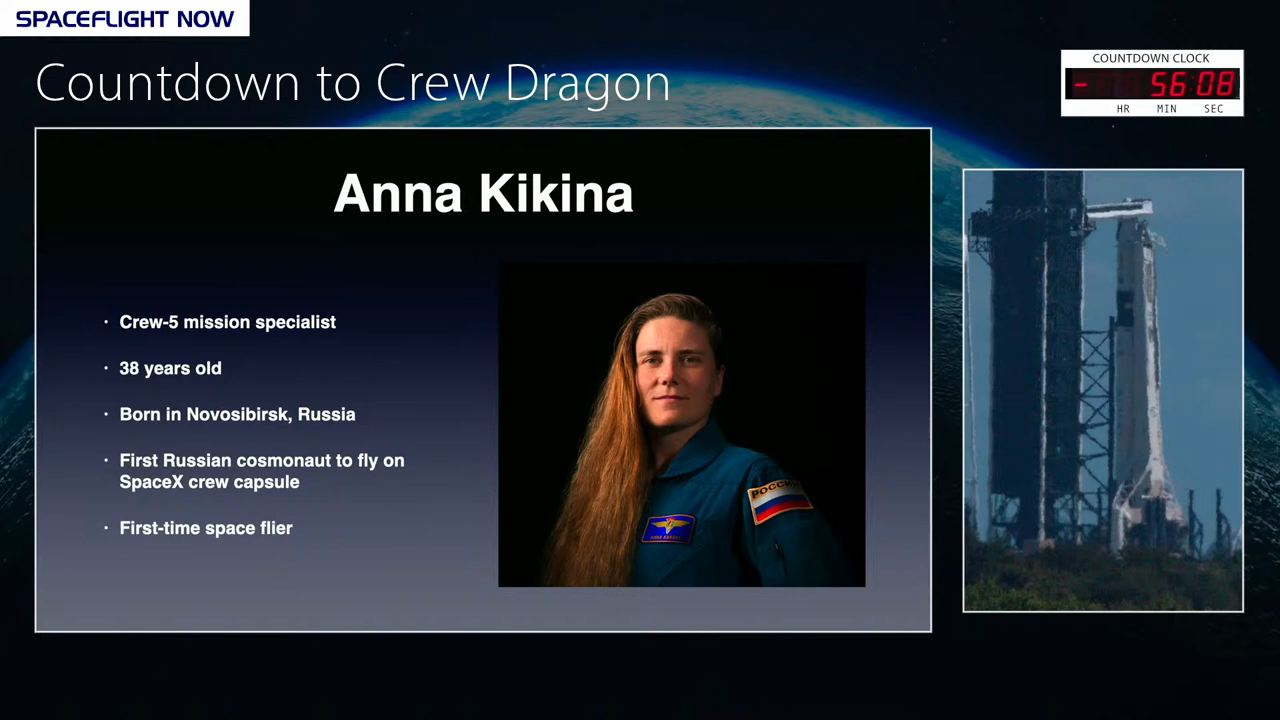 SPACEFLIGHT NOW
Countdown to Crew Dragon
COUNTDOWN CLOCK
- 56 08
HR MIN SEC
Anna Kikina
· Crew-5 mission specialist
· 38 years old
· Born in Novosibirsk, Russia
· First Russian cosmonaut to fly on
SpaceX crew capsule
· First-time space flier
РОССИЯ